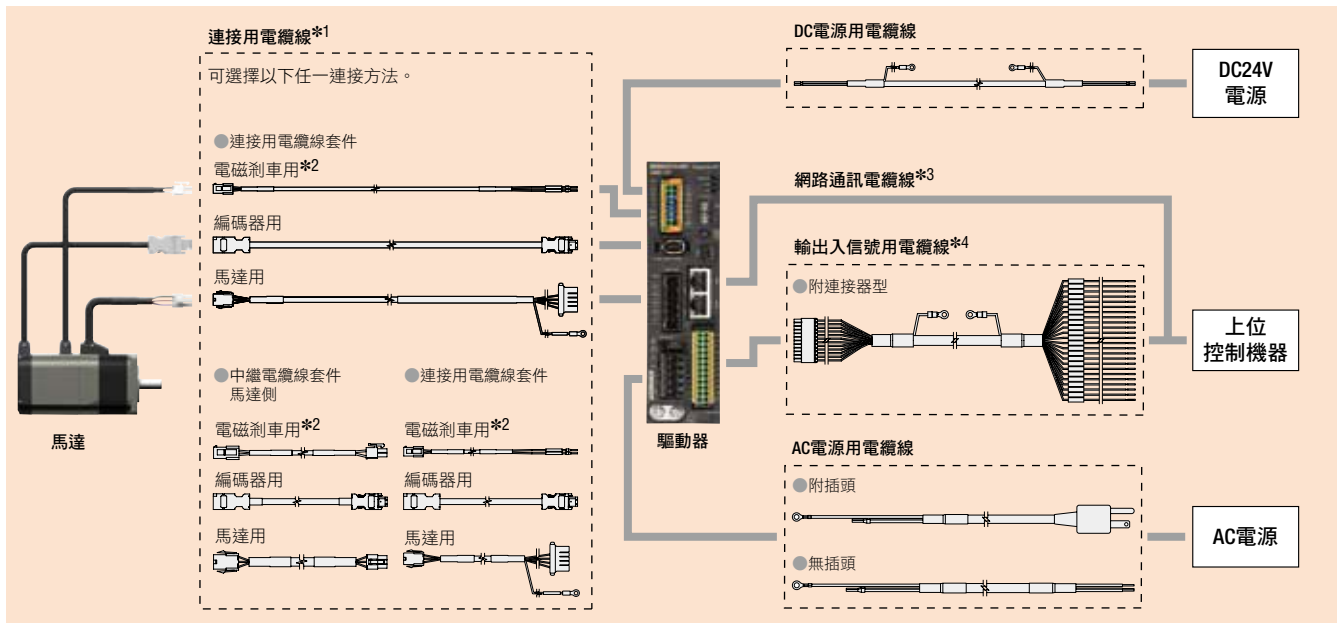 連接用電纜線*1
可選擇以下任一連接方法。
●連接用電纜線套件
電磁剎車用*2
編碼器用
馬達用
●中繼電纜線套件
馬達側
電磁剎車用*2
編碼器用
馬達用
●連接用電纜線套件
電磁剎車用*2
編碼器用
馬達用
馬達
驅動器
DC電源用電纜線
DC24V
電源
網路通訊電纜線*3
輸出入信號用電纜線*4
●附連接器型
上位
控制機器
AC電源用電纜線
●附插頭
●無插頭
AC電源